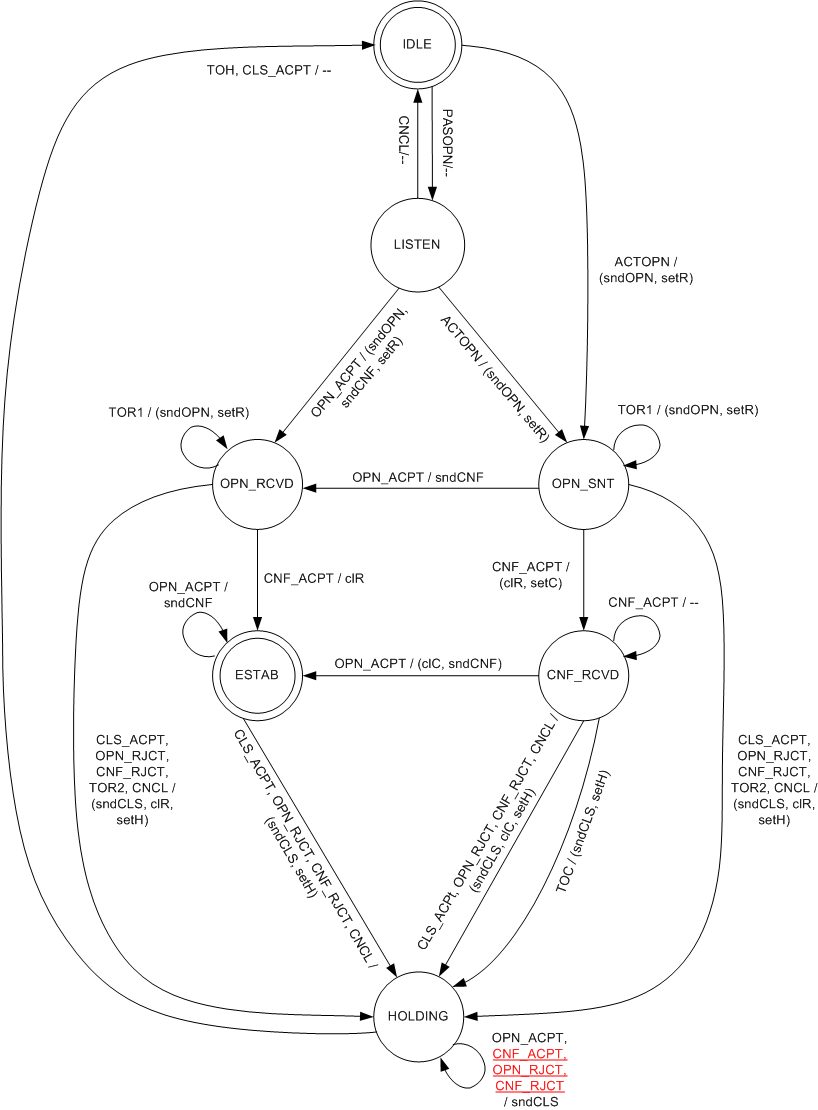 IDLE
TOH, CLS_ACPT / --
CNCL/--
PASOPN/--
LISTEN
ACTOPN /
(sndOPN, setR)
OPN_ACPT / (sndOPN,
sndCNF, setR)
ACTOPN / (sndOPN, setR)
TOR1 / (sndOPN, setR)
TOR1 / (sndOPN, setR)
OPN_RCVD
OPN_ACPT / sndCNF
OPN_SNT
CNF_ACPT / clR
CNF_ACPT /
(clR, setC)
OPN_ACPT /
sndCNF
CNF_ACPT / --
ESTAB
OPN_ACPT / (clC, sndCNF)
CNF_RCVD
CLS_ACPT,
OPN_RJCT,
CNF_RJCT,
TOR2, CNCL /
(sndCLS, clR,
setH)
CLS_ACPT, OPN_RJCT, CNF_RJCT, CNCL /
(sndCLS, setH)
CLS_ACPt, OPN_RJCT, CNF_RJCT, CNCL /
(sndCLS, clC, setH)
TOC / (sndCLS, setH)
CLS_ACPT,
OPN_RJCT,
CNF_RJCT,
TOR2, CNCL /
(sndCLS, clR,
setH)
HOLDING
OPN_ACPT,
CNF_ACPT,
OPN_RJCT,
CNF_RJCT
/ sndCLS